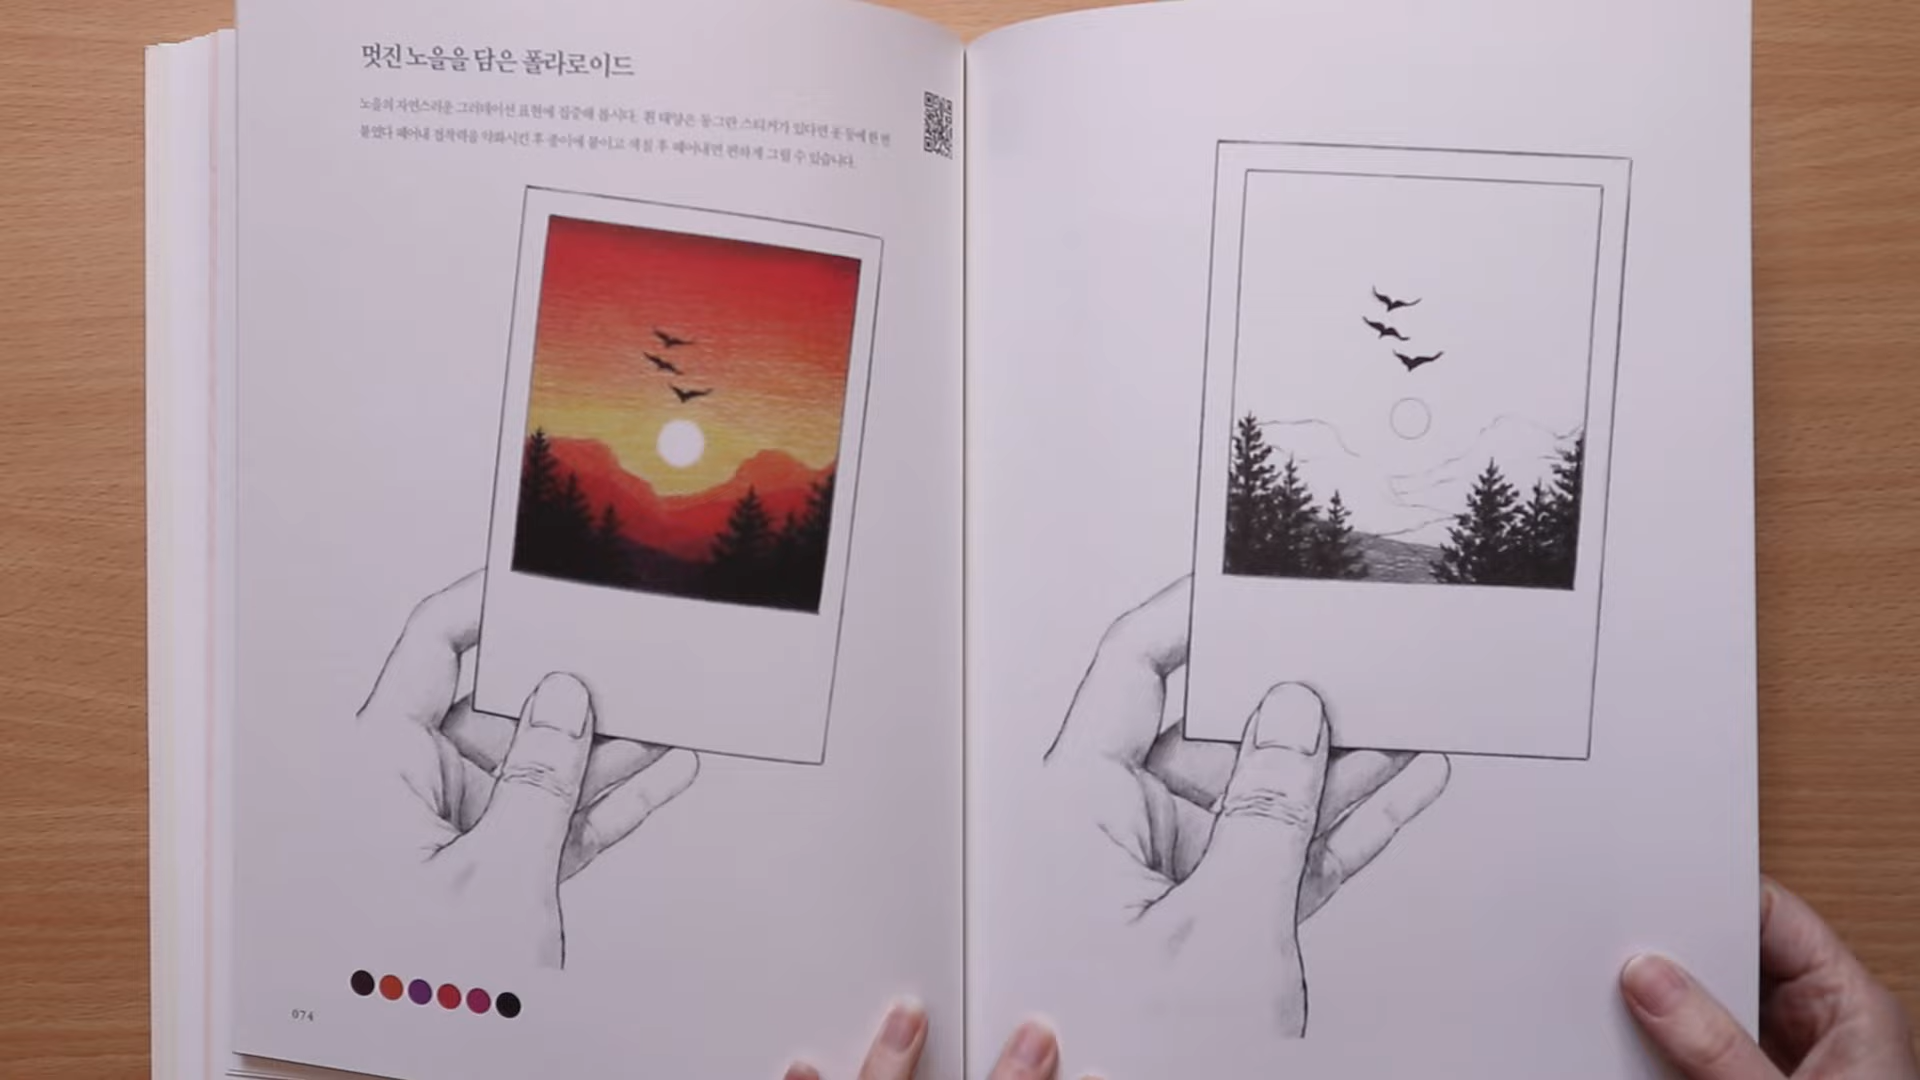 멋진 노을을 담은 폴라로이드
노을의 자연스러운 그러데이션 표현에 집중해 봅시다. 흰 태양은 동그란 스티커가 있다면 옷 등에 한 번
붙였다 떼어내 접착력을 약화시킨 후 종이에 붙이고 색칠 후 떼어내면 편하게 그릴 수 있습니다.
074